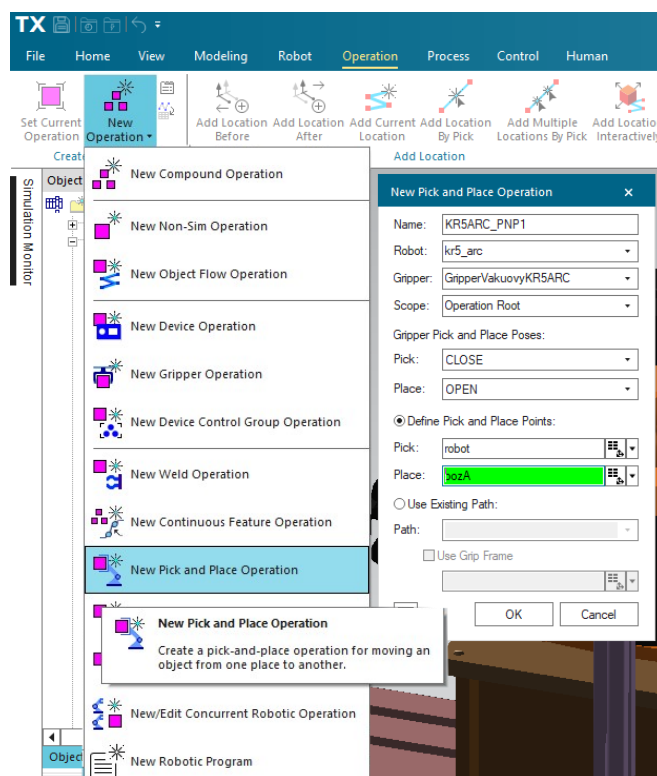 TX
File Home View Modeling Robot Operation Process Control Human
Set Current Operation
New Operation
Add Location Before
Add Location After
Add Current Location
Add Location By Pick
Add Multiple Locations By Pick
Add Locatio
Interactively
Creat
Add Location
Simulation Monitor
Object
New Compound Operation
New Non-Sim Operation
New Object Flow Operation
New Device Operation
New Gripper Operation
New Device Control Group Operation
New Weld Operation
New Continuous Feature Operation
New Pick and Place Operation
New Pick and Place Operation
Create a pick-and-place operation for moving an
object from one place to another.
New/Edit Concurrent Robotic Operation
New Robotic Program
Object
New Pick and Place Operation
Name: KR5ARC_PNP1
Robot: kr5_arc
Gripper: GripperVakuovyKR5ARC
Scope: Operation Root
Gripper Pick and Place Poses:
Pick: CLOSE
Place: OPEN
Define Pick and Place Points:
Pick: robot
Place: bozA
Use Existing Path:
Path:
Use Grip Frame
OK Cancel